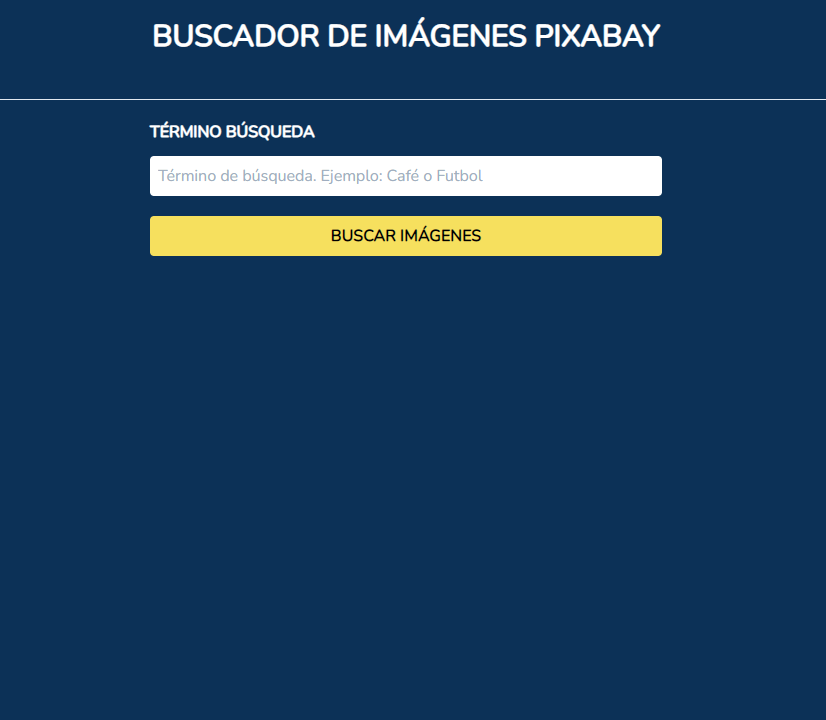 BUSCADOR DE IMÁGENES PIXABAY
TÉRMINO BÚSQUEDA
Término de búsqueda. Ejemplo: Café o Futbol
BUSCAR IMÁGENES